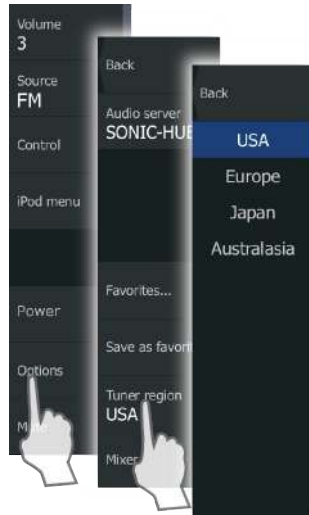 Volume
3
Source
FM
Control
iPod menu
Power
Options
Back
Audio server
SONIC-HUB
Favorites...
Save as favorit
Tuner region
USA
Mixer
Back
USA
Europe
Japan
Australasia